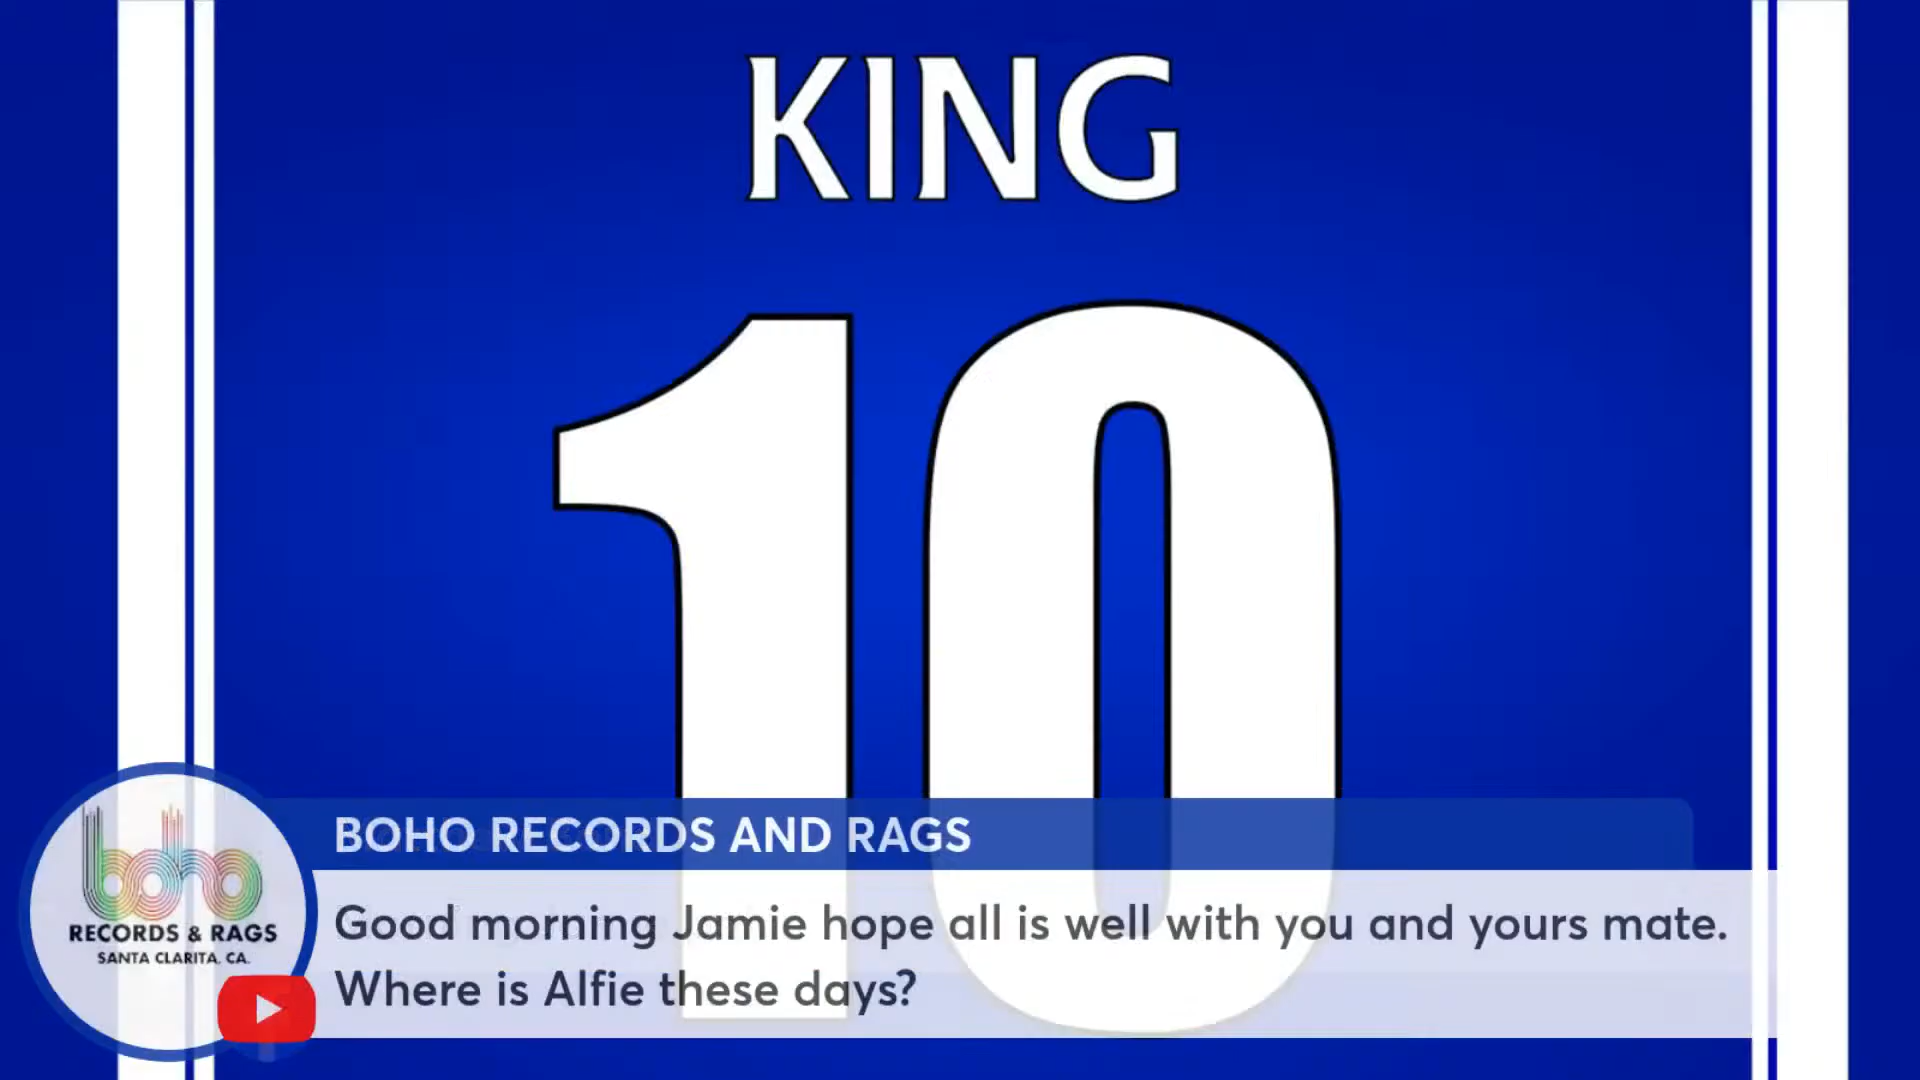 KING
10
BOHO RECORDS AND RAGS
boho
RECORDS & RAGS
SANTA CLARITA, CA.
Good morning Jamie hope all is well with you and yours mate.
Where is Alfie these days?